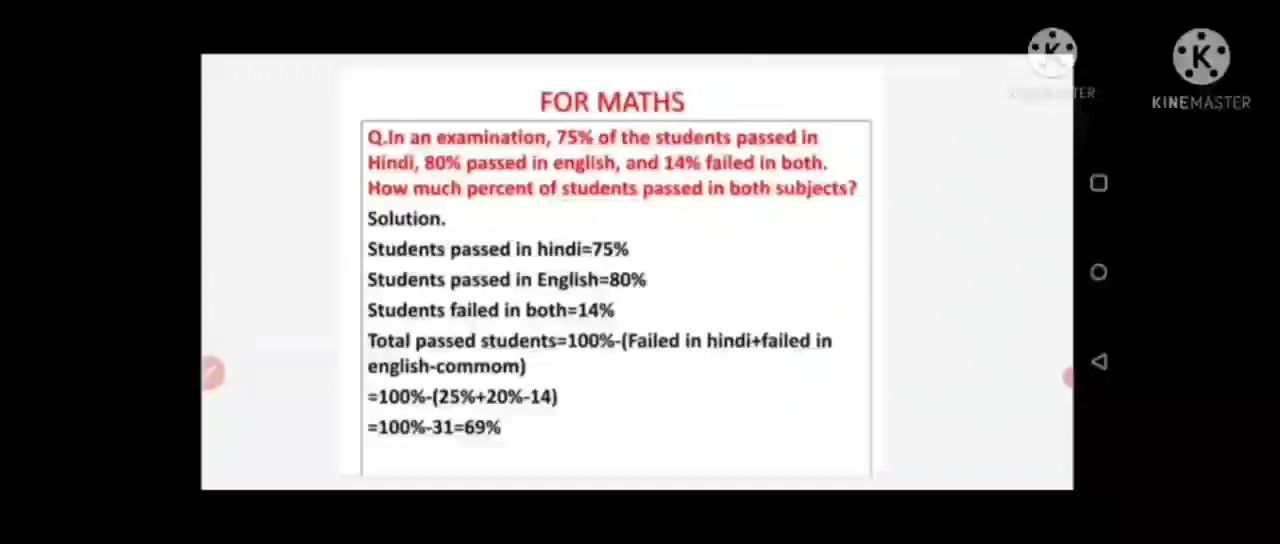 FOR MATHS
Q.In an examination, 75% of the students passed in
Hindi, 80% passed in english, and 14% failed in both.
How much percent of students passed in both subjects?
Solution.
Students passed in hindi=75%
Students passed in English=80%
Students failed in both=14%
Total passed students=100%-(Failed in hindi+failed in
english-commom)
=100%-(25%+20%-14)
=100%-31=69%
K
K
KINEMASTER